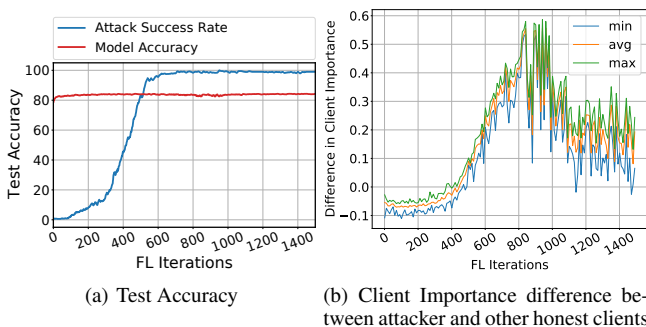 Attack Success Rate
Model Accuracy
100
80
60
40
20
0
Test Accuracy
0
200
400
600
800
1000
1200
1400
FL Iterations
(a) Test Accuracy
min
avg
max
0.6
0.5
0.4
0.3
0.2
0.1
0.0
−0.1
Difference in Client Importance
0
200
400
600
800
1000
1200
1400
FL Iterations
(b) Client Importance difference be-
tween attacker and other honest clients